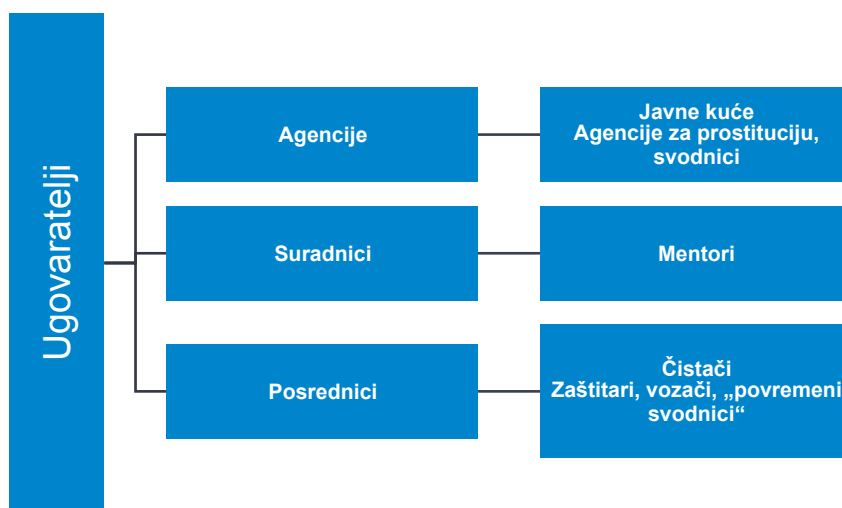 Ugovaratelji
Agencije
Javne kuće
Agencije za prostituciju,
svodnici
Suradnici
Mentori
Posrednici
Čistači
Zaštitari, vozači, „povremeni
svodnici“